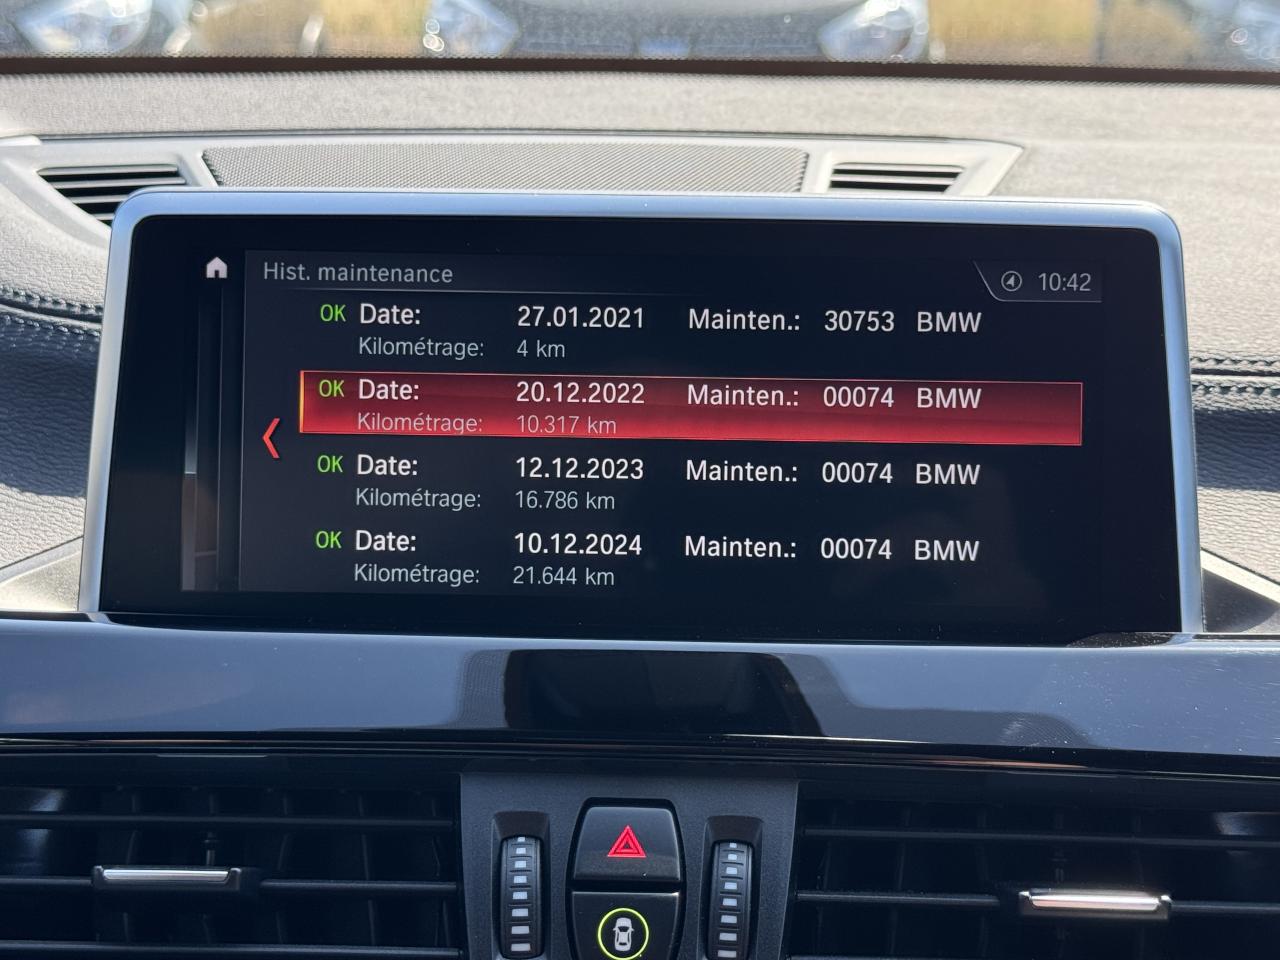 Hist. maintenance
10:42
OK Date: 27.01.2021 Mainten.: 30753 BMW
Kilométrage: 4 km
OK Date: 20.12.2022 Mainten.: 00074 BMW
Kilométrage: 10.317 km
OK Date: 12.12.2023 Mainten.: 00074 BMW
Kilométrage: 16.786 km
OK Date: 10.12.2024 Mainten.: 00074 BMW
Kilométrage: 21.644 km